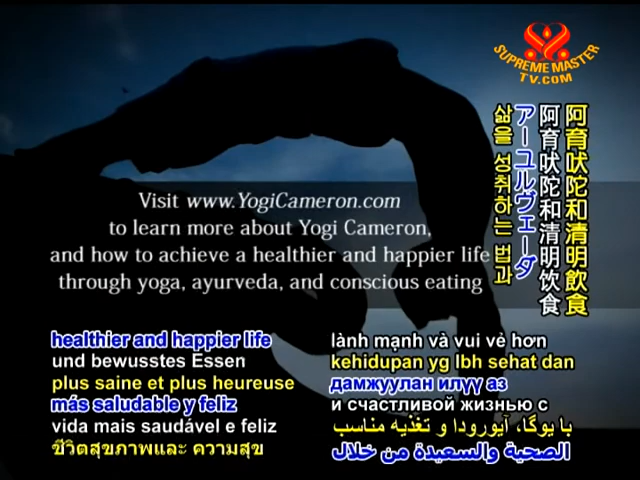 SUPREME MASTER
TV.COM
Visit www.YogiCameron.com
to learn more about Yogi Cameron,
and how to achieve a healthier and happier life
through yoga, ayurveda, and conscious eating
阿育吠陀和清明飲食
阿育吠陀和清明饮食
アーユルヴェーダ
삶을 성취하는 법과
healthier and happier life
und bewusstes Essen
plus saine et plus heureuse
más saludable y feliz
vida mais saudável e feliz
ชีวิตสุขภาพและ ความสุข
lành mạnh và vui vẻ hơn
kehidupan yg lbh sehat dan
дамжуулан илүү аз
и счастливой жизнью с
با یوگا، آیورودا و تغذیه مناسب
الصحية والسعيدة من خلال